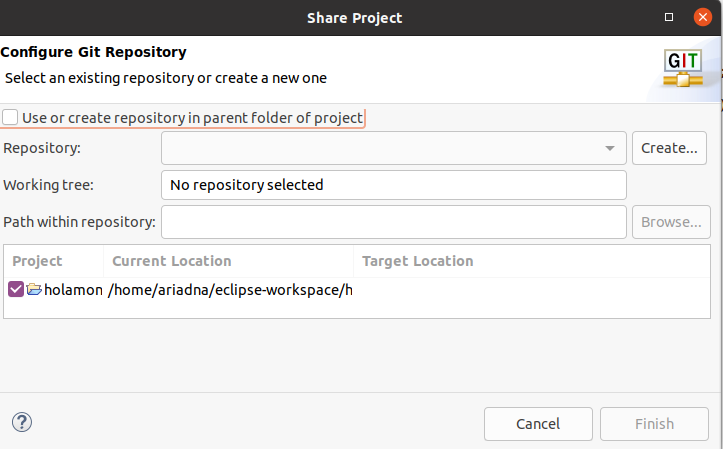 Share Project
Configure Git Repository
Select an existing repository or create a new one
GIT
Use or create repository in parent folder of project
Repository: Create...
Working tree: No repository selected
Path within repository: Browse...
Project Current Location Target Location
holamon /home/ariadna/eclipse-workspace/h
? Cancel Finish